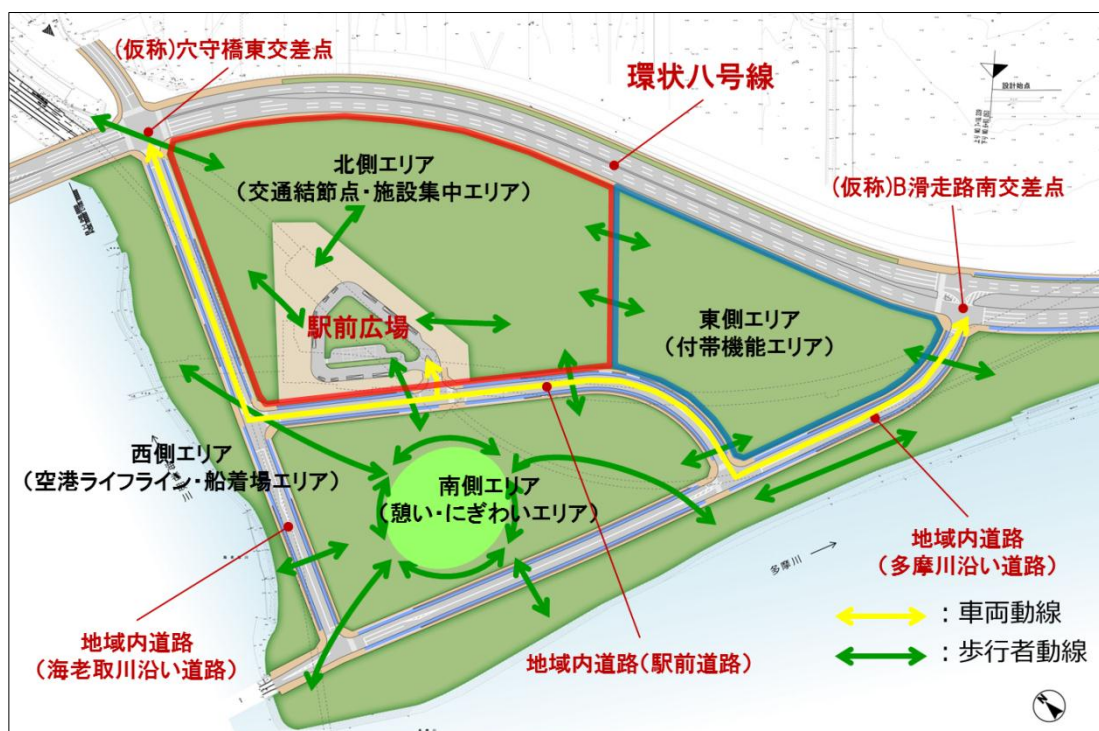 (仮称)穴守橋東交差点
環状八号線
設計始点
北側エリア
(交通結節点・施設集中エリア)
(仮称)B滑走路南交差点
東側エリア
(付帯機能エリア)
駅前広場
西側エリア
(空港ライフライン・船着場エリア)
南側エリア
(憩い・にぎわいエリア)
多摩川
地域内道路
(多摩川沿い道路)
地域内道路
(海老取川沿い道路)
地域内道路(駅前道路)
:車両動線
:歩行者動線
N